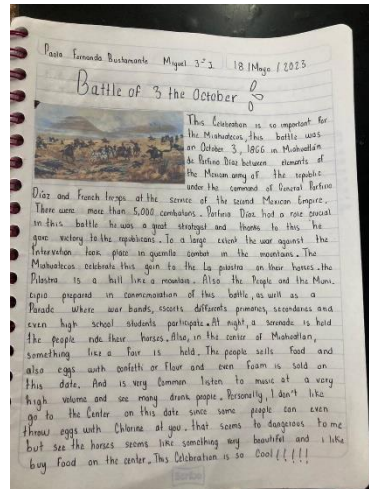 Paola Fernanda Bustamante Miguel 3° J 18/Mayo/2023
Battle of 3 the October
This Celebration is so important for
the Miahuatecos, this battle was
an October 3, 1866 in Miahuatlán
de Porfirio Díaz between elements of
the Mexican army of the republic
under the command of General Porfirio
Díaz and French troops at the service of the second Mexican Empire.
There were more than 5,000 combatans. Porfirio Díaz had a role crucial
in this battle he was a great strategist and thanks to this he
gave victory to the republicans. To a large extent the war against the
Intervention took place in guerrilla combat in the mountains. The
Miahuatecos celebrate this gain to the La pilastra on their horses. the
Pilastra is a hill like a mountain. Also the People and the Muni
cipio prepared in conmemoration of this battle, as well as a
Parade where war bands, escorts different primaries, secondaries and
even high school students participate. At night, a serenade is held
the people ride their horses. Also, in the center of Miahuatlan,
something like a Fair is held. The people sells Food and
also eggs with confetti or Flour and even Foam is sold on
this date. And is very Common listen to music at a very
high volume and see many drunk people. Personally, I don't like
go to the Center on this date since some people can even
throw eggs with Chlorine at you, that seems to dangerous to me
but see the horses seems like something very beautiful and i like
buy Food on the center. This Celebration is so Cool!!!!!
Scribe